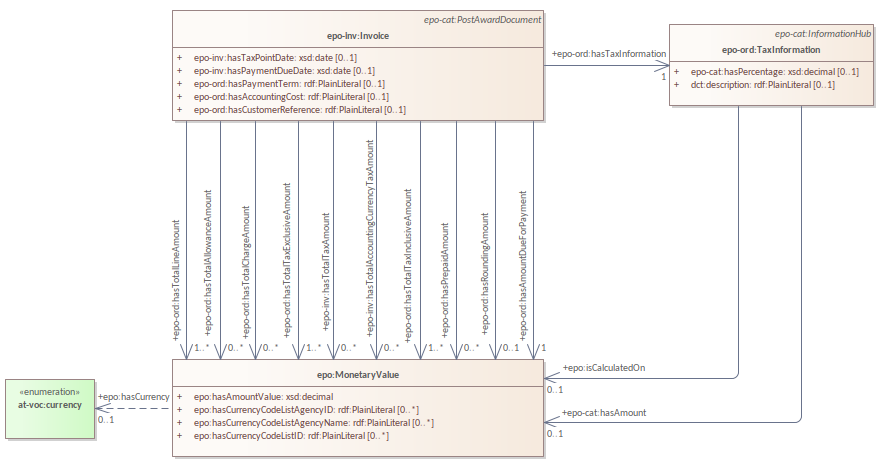 epo-cat:PostAwardDocument
epo-inv:Invoice
+ epo-inv:hasTaxPointDate: xsd:date [0..1]
+ epo-inv:hasPaymentDueDate: xsd:date [0..1]
+ epo-ord:hasPaymentTerm: rdf:PlainLiteral [0..1]
+ epo-ord:hasAccountingCost: rdf:PlainLiteral [0..1]
+ epo-ord:hasCustomerReference: rdf:PlainLiteral [0..1]
+epo-ord:hasTaxInformation
1
epo-cat:InformationHub
epo-ord:TaxInformation
+ epo-cat:hasPercentage: xsd:decimal [0..1]
+ dct:description: rdf:PlainLiteral [0..1]
+epo-ord:hasTotalLineAmount
1..*
+epo-ord:hasTotalAllowanceAmount
0..*
+epo-ord:hasTotalChargeAmount
0..*
+epo-ord:hasTotalTaxExclusiveAmount
1..*
+epo-inv:hasTotalTaxAmount
0..*
+epo-inv:hasTotalAccountingCurrencyTaxAmount
0..*
+epo-ord:hasTotalTaxInclusiveAmount
1..*
+epo-ord:hasPrepaidAmount
0..*
+epo-ord:hasRoundingAmount
0..1
+epo-ord:hasAmountDueForPayment
1
epo:MonetaryValue
+ epo:hasAmountValue: xsd:decimal
+ epo:hasCurrencyCodeListAgencyID: rdf:PlainLiteral [0..*]
+ epo:hasCurrencyCodeListAgencyName: rdf:PlainLiteral [0..*]
+ epo:hasCurrencyCodeListID: rdf:PlainLiteral [0..*]
+epo:isCalculatedOn
0..1
+epo-cat:hasAmount
0..1
«enumeration»
at-voc:currency
+epo:hasCurrency
0..1